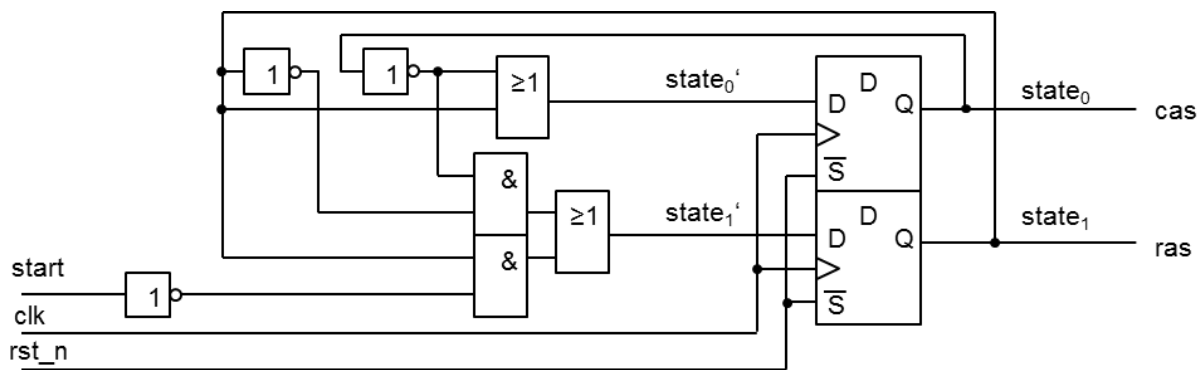 1
1
≥1
state₀‘
D
D
Q
state₀
cas
S̅
&
≥1
state₁‘
D
D
Q
state₁
ras
&
S̅
start
1
clk
rst_n